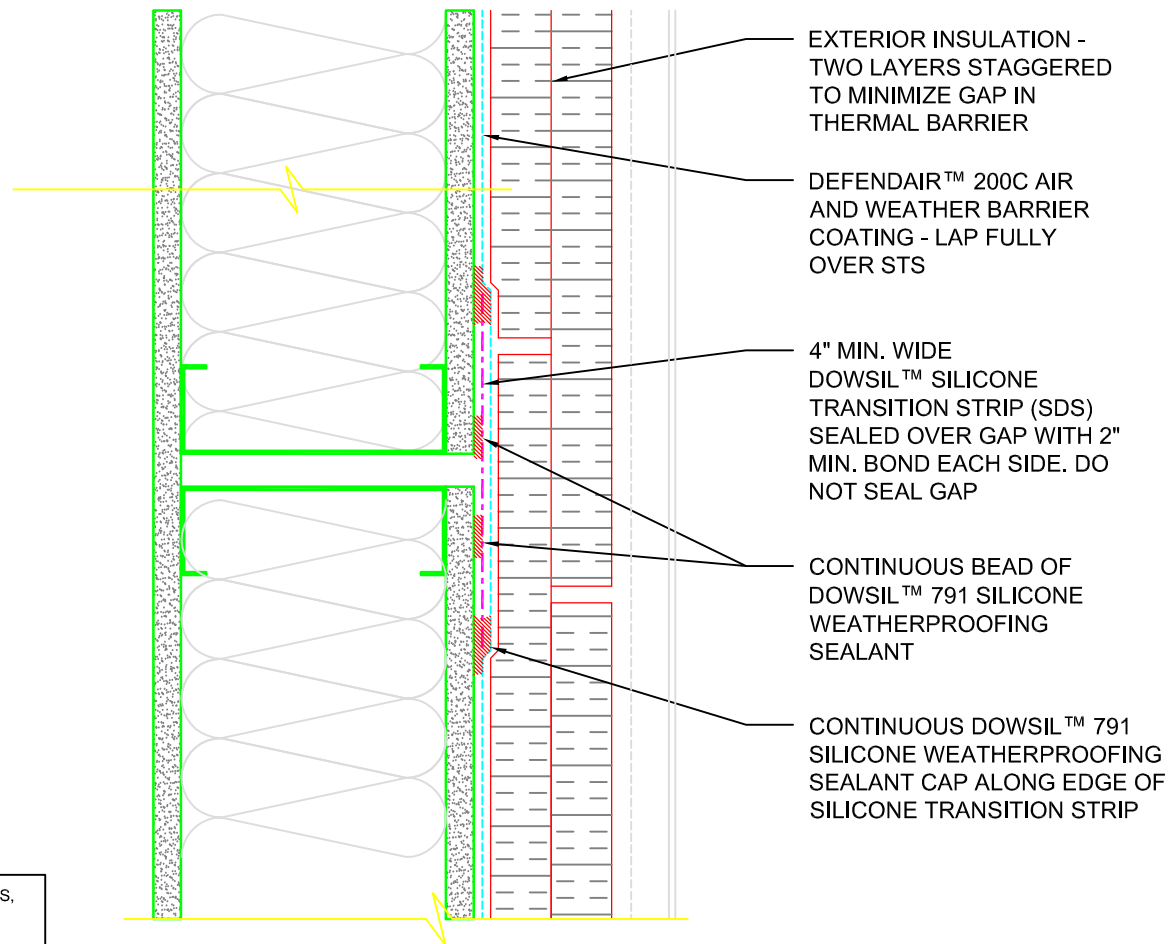 EXTERIOR INSULATION -
TWO LAYERS STAGGERED
TO MINIMIZE GAP IN
THERMAL BARRIER
DEFENDAIR™ 200C AIR
AND WEATHER BARRIER
COATING - LAP FULLY
OVER STS
4" MIN. WIDE
DOWSIL™ SILICONE
TRANSITION STRIP (SDS)
SEALED OVER GAP WITH 2"
MIN. BOND EACH SIDE. DO
NOT SEAL GAP
CONTINUOUS BEAD OF
DOWSIL™ 791 SILICONE
WEATHERPROOFING
SEALANT
CONTINUOUS DOWSIL™ 791
SILICONE WEATHERPROOFING
SEALANT CAP ALONG EDGE OF
SILICONE TRANSITION STRIP
S,